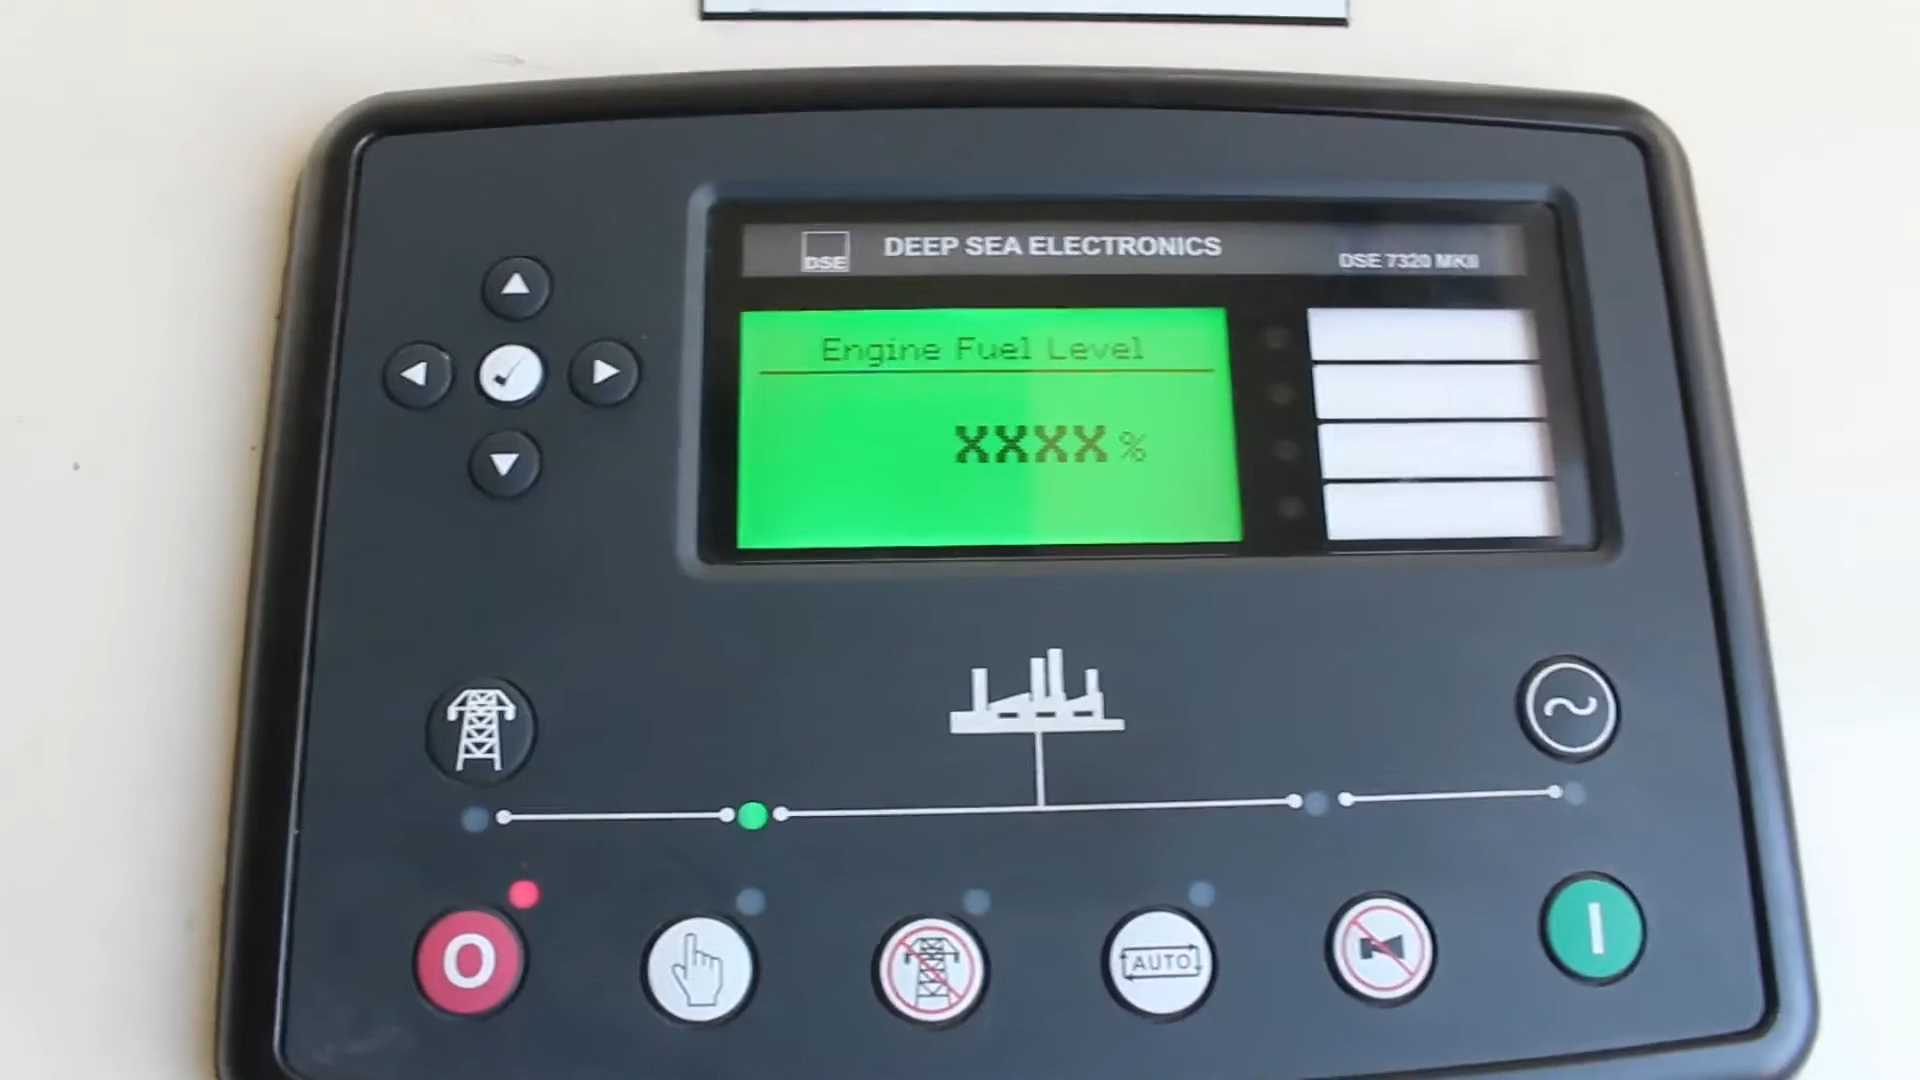 DSE
DEEP SEA ELECTRONICS
DSE 7320 MKII
Engine Fuel Level
XXXX%
O
AUTO
I